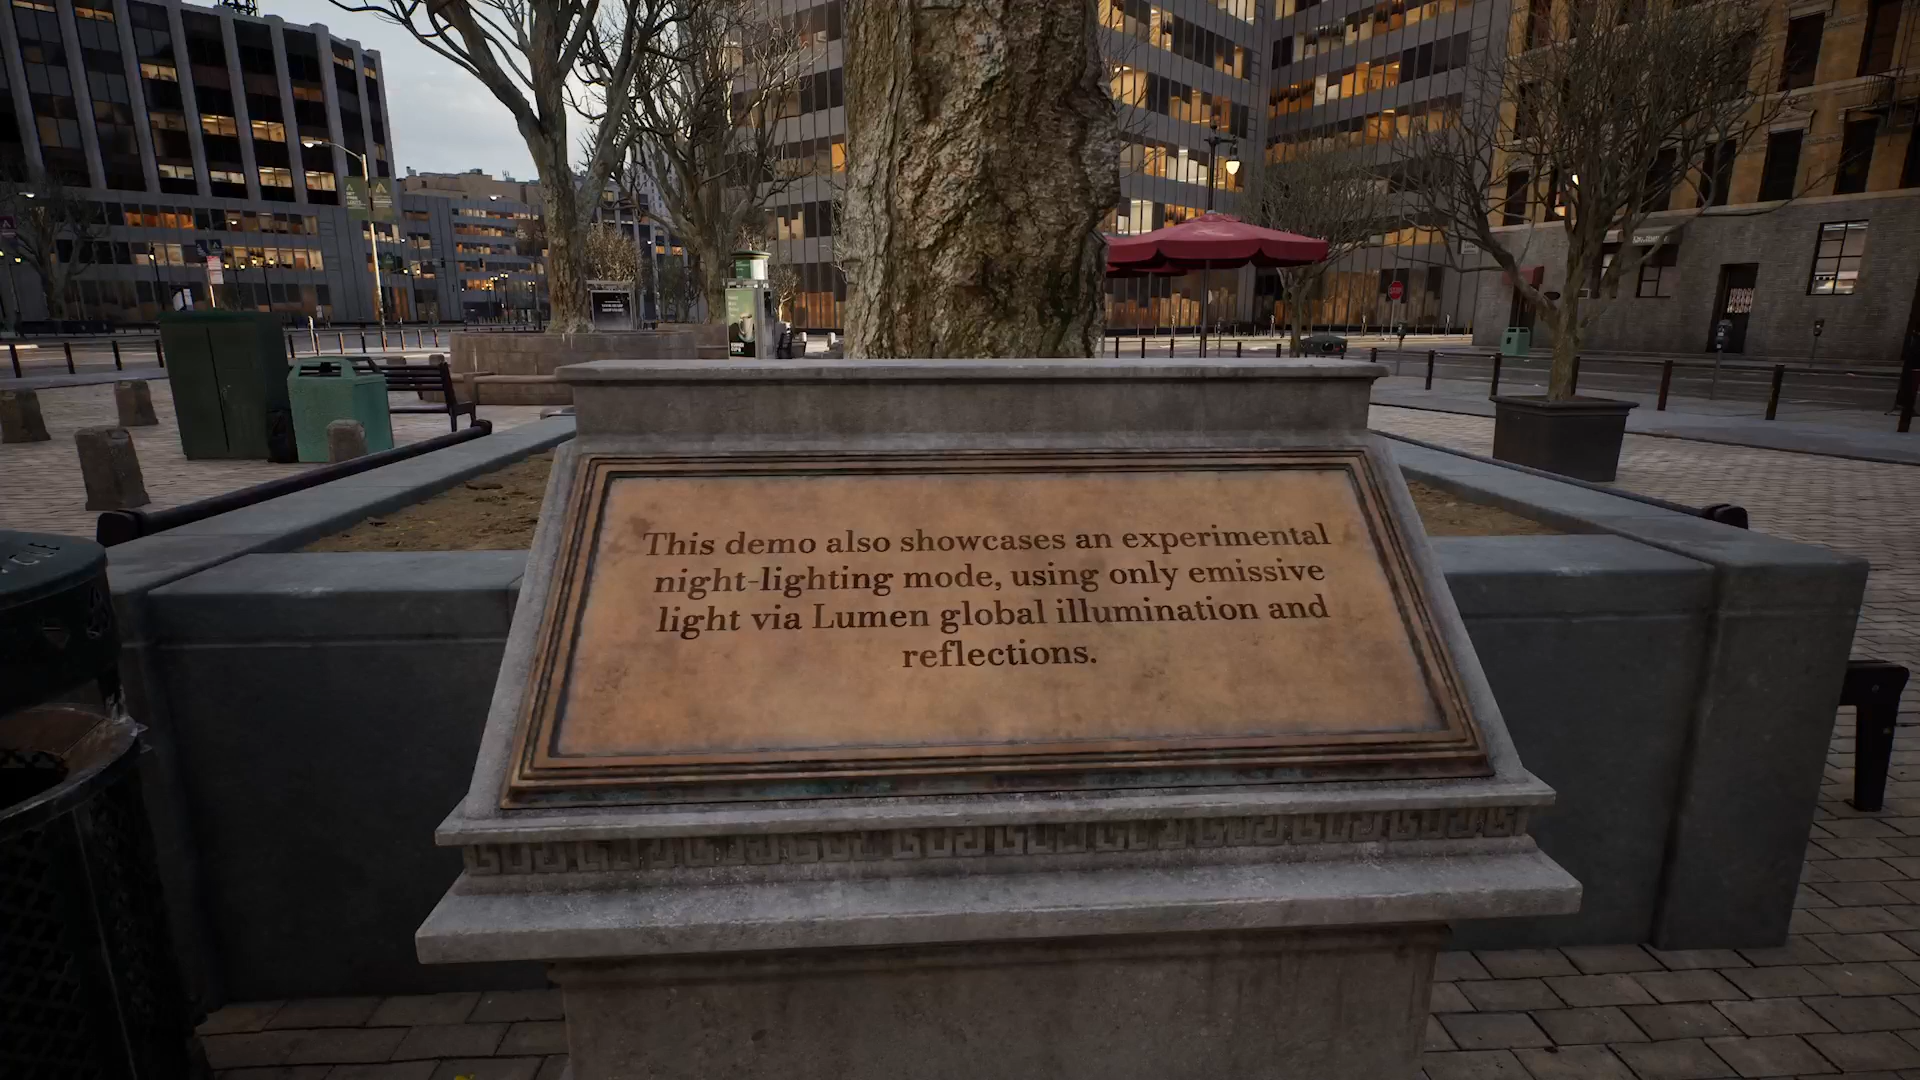 This demo also showcases an experimental
night-lighting mode, using only emissive
light via Lumen global illumination and
reflections.